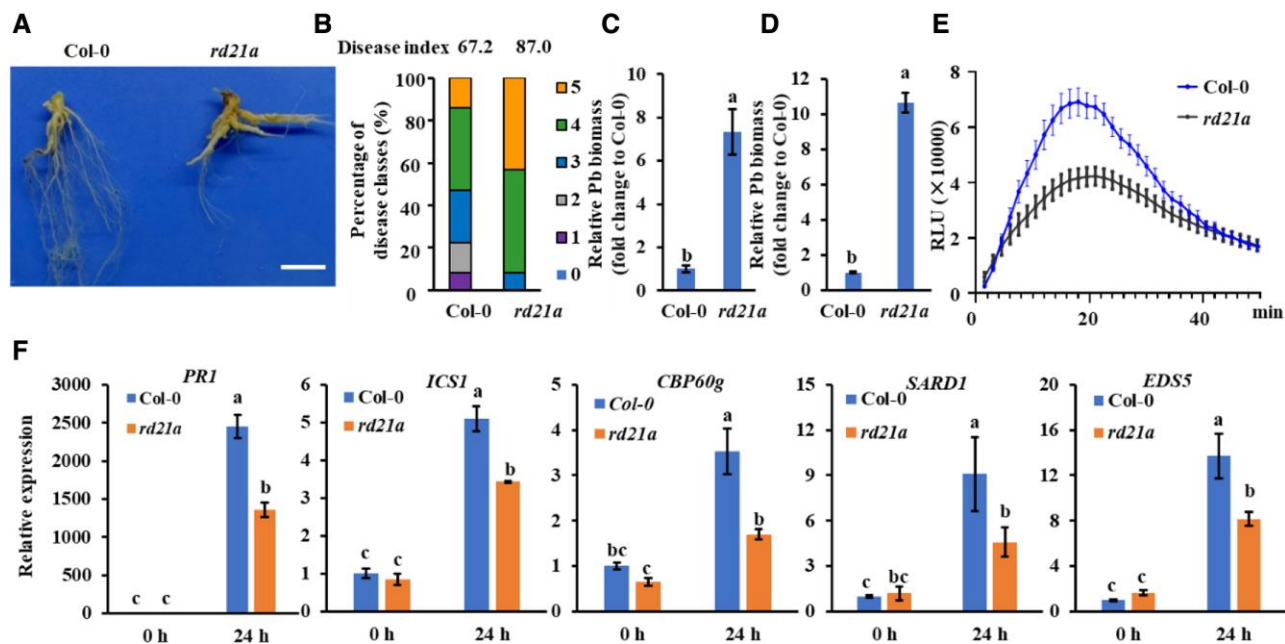 A
Col-0 rd21a
B
Disease index 67.2 87.0
Percentage of
disease classes (%)
100
80
60
40
20
0
Col-0 rd21a
5
4
3
2
1
0
C
Relative Pb biomass
(fold change to Col-0)
10
8
6
4
2
0
b
a
Col-0 rd21a
D
Relative Pb biomass
(fold change to Col-0)
12
10
8
6
4
2
0
b
a
Col-0 rd21a
E
RLU (×10000)
8
6
4
2
0
0 20 40 min
Col-0
rd21a
F
Relative expression
PR1
Col-0
rd21a
3000
2500
2000
1500
1000
500
0
c c a b
0 h 24 h
ICS1
Col-0
rd21a
6
5
4
3
2
1
0
c c a b
0 h 24 h
CBP60g
Col-0
rd21a
5
4
3
2
1
0
bc c a b
0 h 24 h
SARD1
Col-0
rd21a
15
12
9
6
3
0
c bc a b
0 h 24 h
EDS5
Col-0
rd21a
20
16
12
8
4
0
c c a b
0 h 24 h